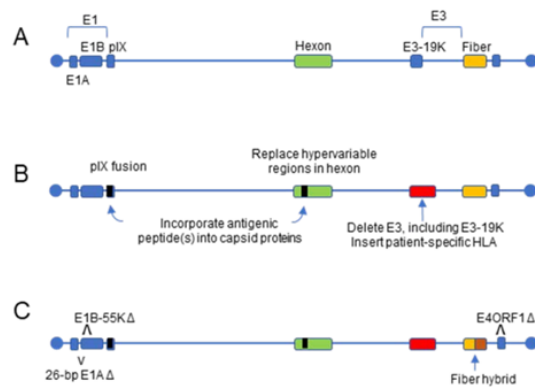 A
E1
E1B pIX
E1A
Hexon
E3
E3-19K
Fiber
B
pIX fusion
Replace hypervariable
regions in hexon
Incorporate antigenic
peptide(s) into capsid proteins
Delete E3, including E3-19K
Insert patient-specific HLA
C
E1B-55K Δ
26-bp E1A Δ
E4ORF1Δ
Fiber hybrid